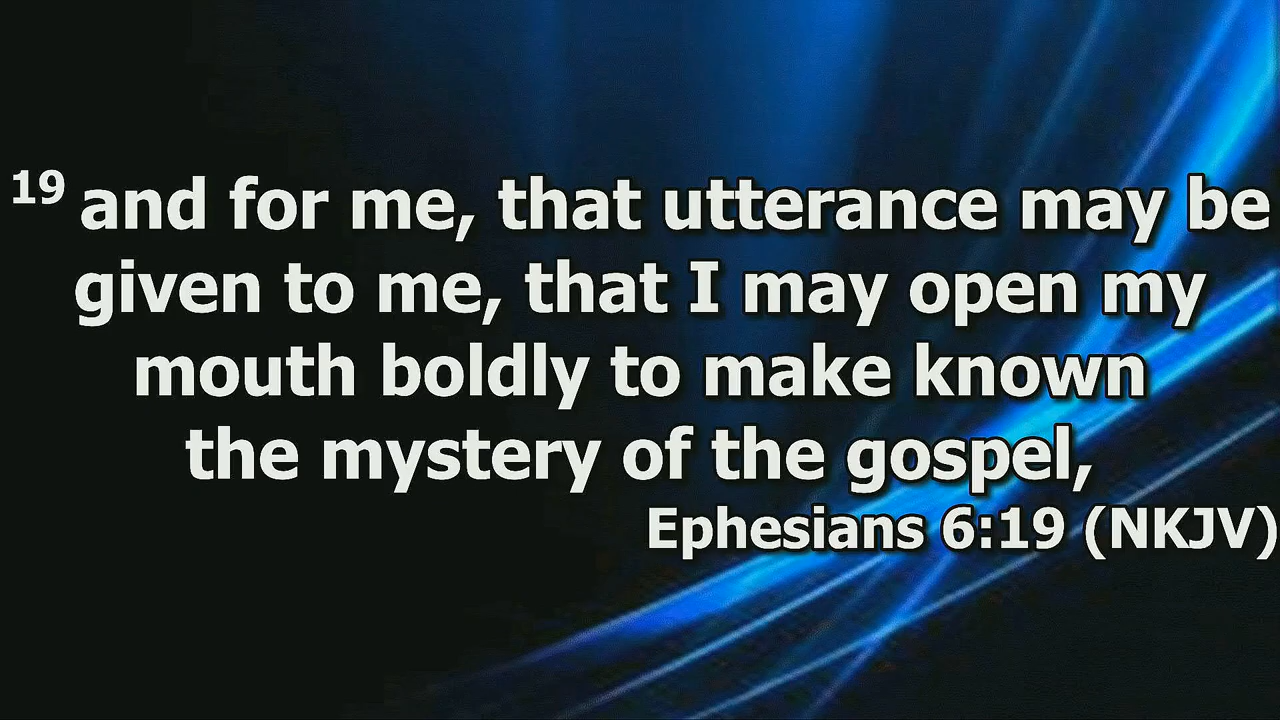 19 and for me, that utterance may be
given to me, that I may open my
mouth boldly to make known
the mystery of the gospel,
Ephesians 6:19 (NKJV)